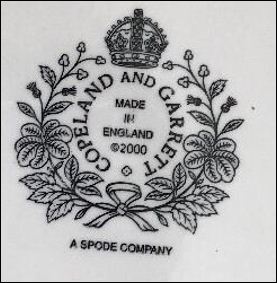 COPELAND AND GARRETT
MADE
IN
ENGLAND
©2000
A SPODE COMPANY